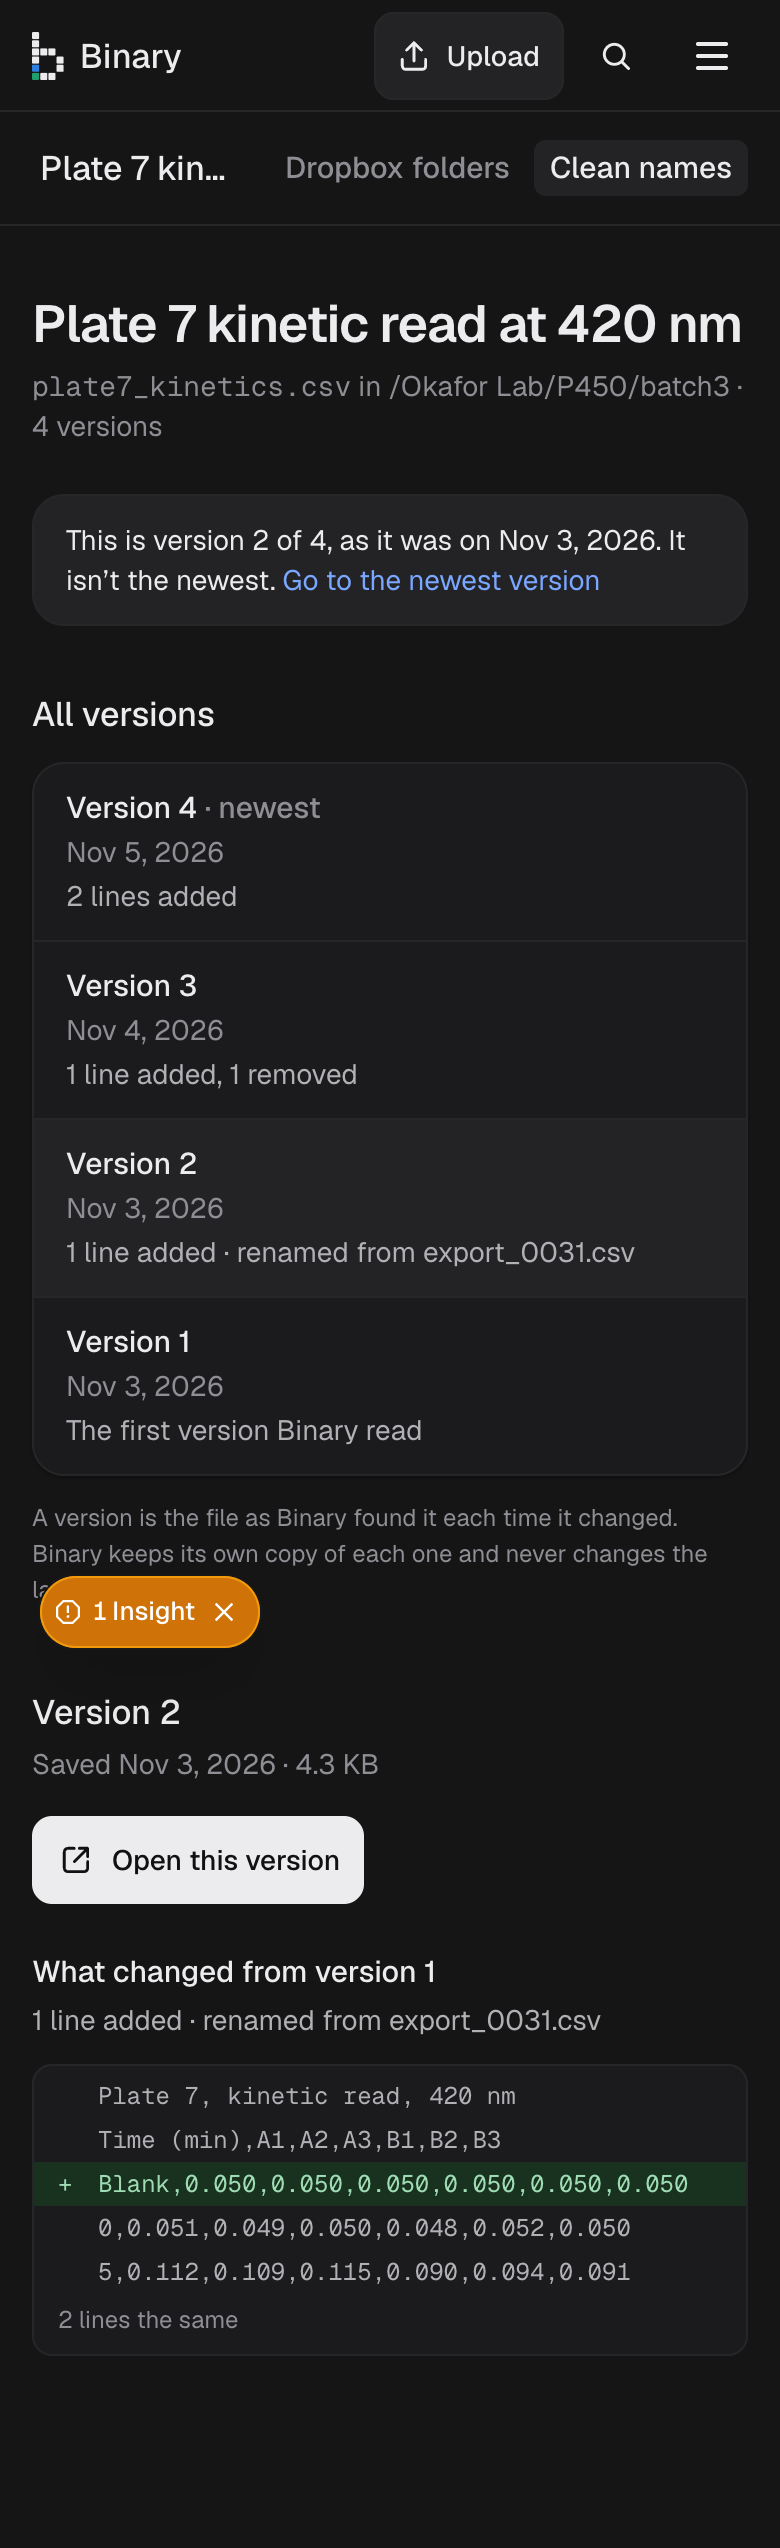 Binary
Upload
Plate 7 kin...
Dropbox folders
Clean names
Plate 7 kinetic read at 420 nm
plate7_kinetics.csv in /Okafor Lab/P450/batch3 ·
4 versions
This is version 2 of 4, as it was on Nov 3, 2026. It
isn’t the newest. Go to the newest version
All versions
Version 4 · newest
Nov 5, 2026
2 lines added
Version 3
Nov 4, 2026
1 line added, 1 removed
Version 2
Nov 3, 2026
1 line added · renamed from export_0031.csv
Version 1
Nov 3, 2026
The first version Binary read
A version is the file as Binary found it each time it changed.
Binary keeps its own copy of each one and never changes the
1 Insight
Version 2
Saved Nov 3, 2026 · 4.3 KB
Open this version
What changed from version 1
1 line added · renamed from export_0031.csv
Plate 7, kinetic read, 420 nm
Time (min),A1,A2,A3,B1,B2,B3
+ Blank,0.050,0.050,0.050,0.050,0.050,0.050
0,0.051,0.049,0.050,0.048,0.052,0.050
5,0.112,0.109,0.115,0.090,0.094,0.091
2 lines the same